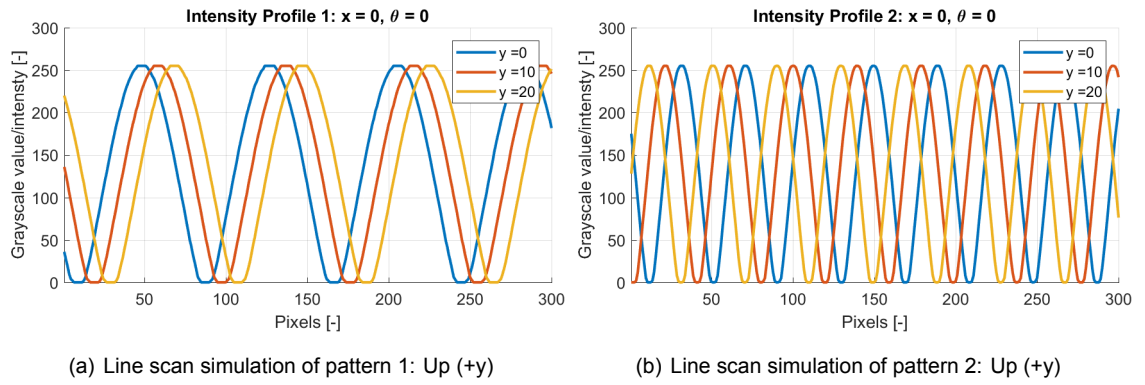 Intensity Profile 1: x = 0, θ = 0
Grayscale value/intensty [-]
300
250
200
150
100
50
0
y =0
y =10
y =20
50 100 150 200 250 300
Pixels [-]
(a) Line scan simulation of pattern 1: Up (+y)
Intensity Profile 2: x = 0, θ = 0
Grayscale value/intensty [-]
300
250
200
150
100
50
0
y =0
y =10
y =20
50 100 150 200 250 300
Pixels [-]
(b) Line scan simulation of pattern 2: Up (+y)